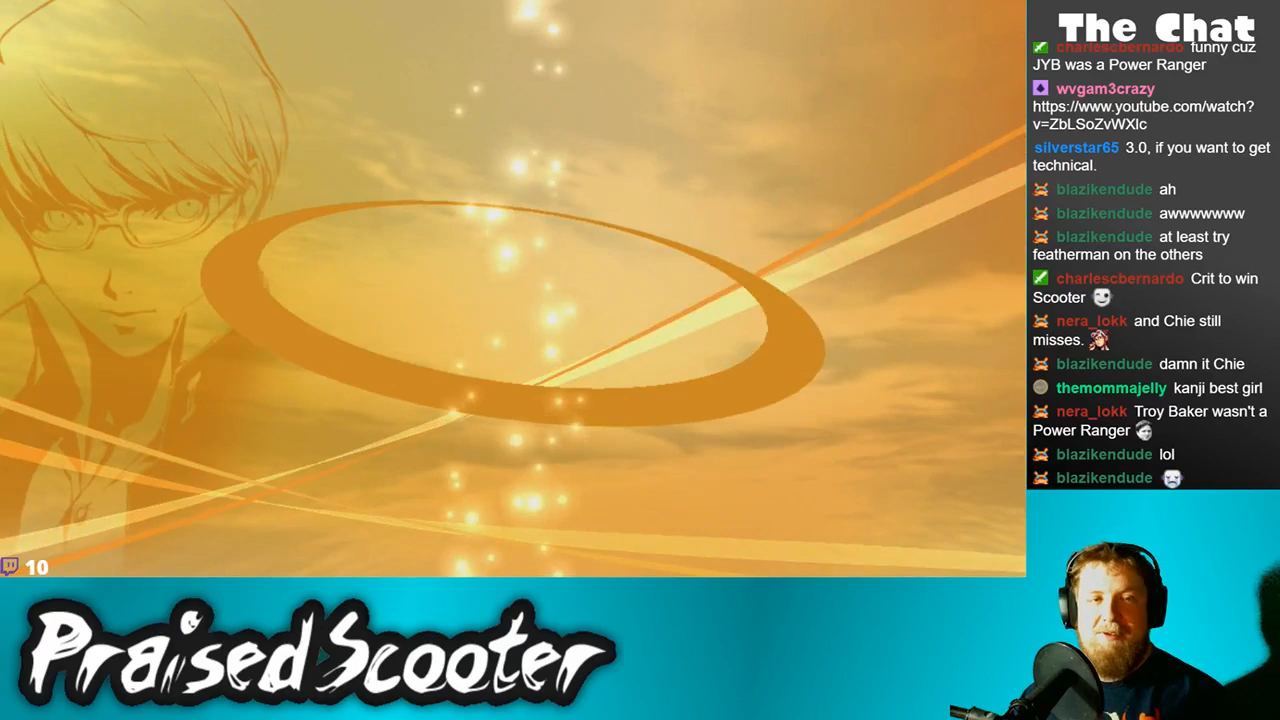 The Chat
charlescbernardo funny cuz
JYB was a Power Ranger
wvgam3crazy
https://www.youtube.com/watch?
v=ZbLSoZvWXlc
silverstar65 3.0, if you want to get
technical.
blazikendude ah
blazikendude awwwwwww
blazikendude at least try
featherman on the others
charlescbernardo Crit to win
Scooter
nera_lokk and Chie still
misses.
blazikendude damn it Chie
themommajelly kanji best girl
nera_lokk Troy Baker wasn't a
Power Ranger
blazikendude lol
blazikendude
10
PraisedScooter